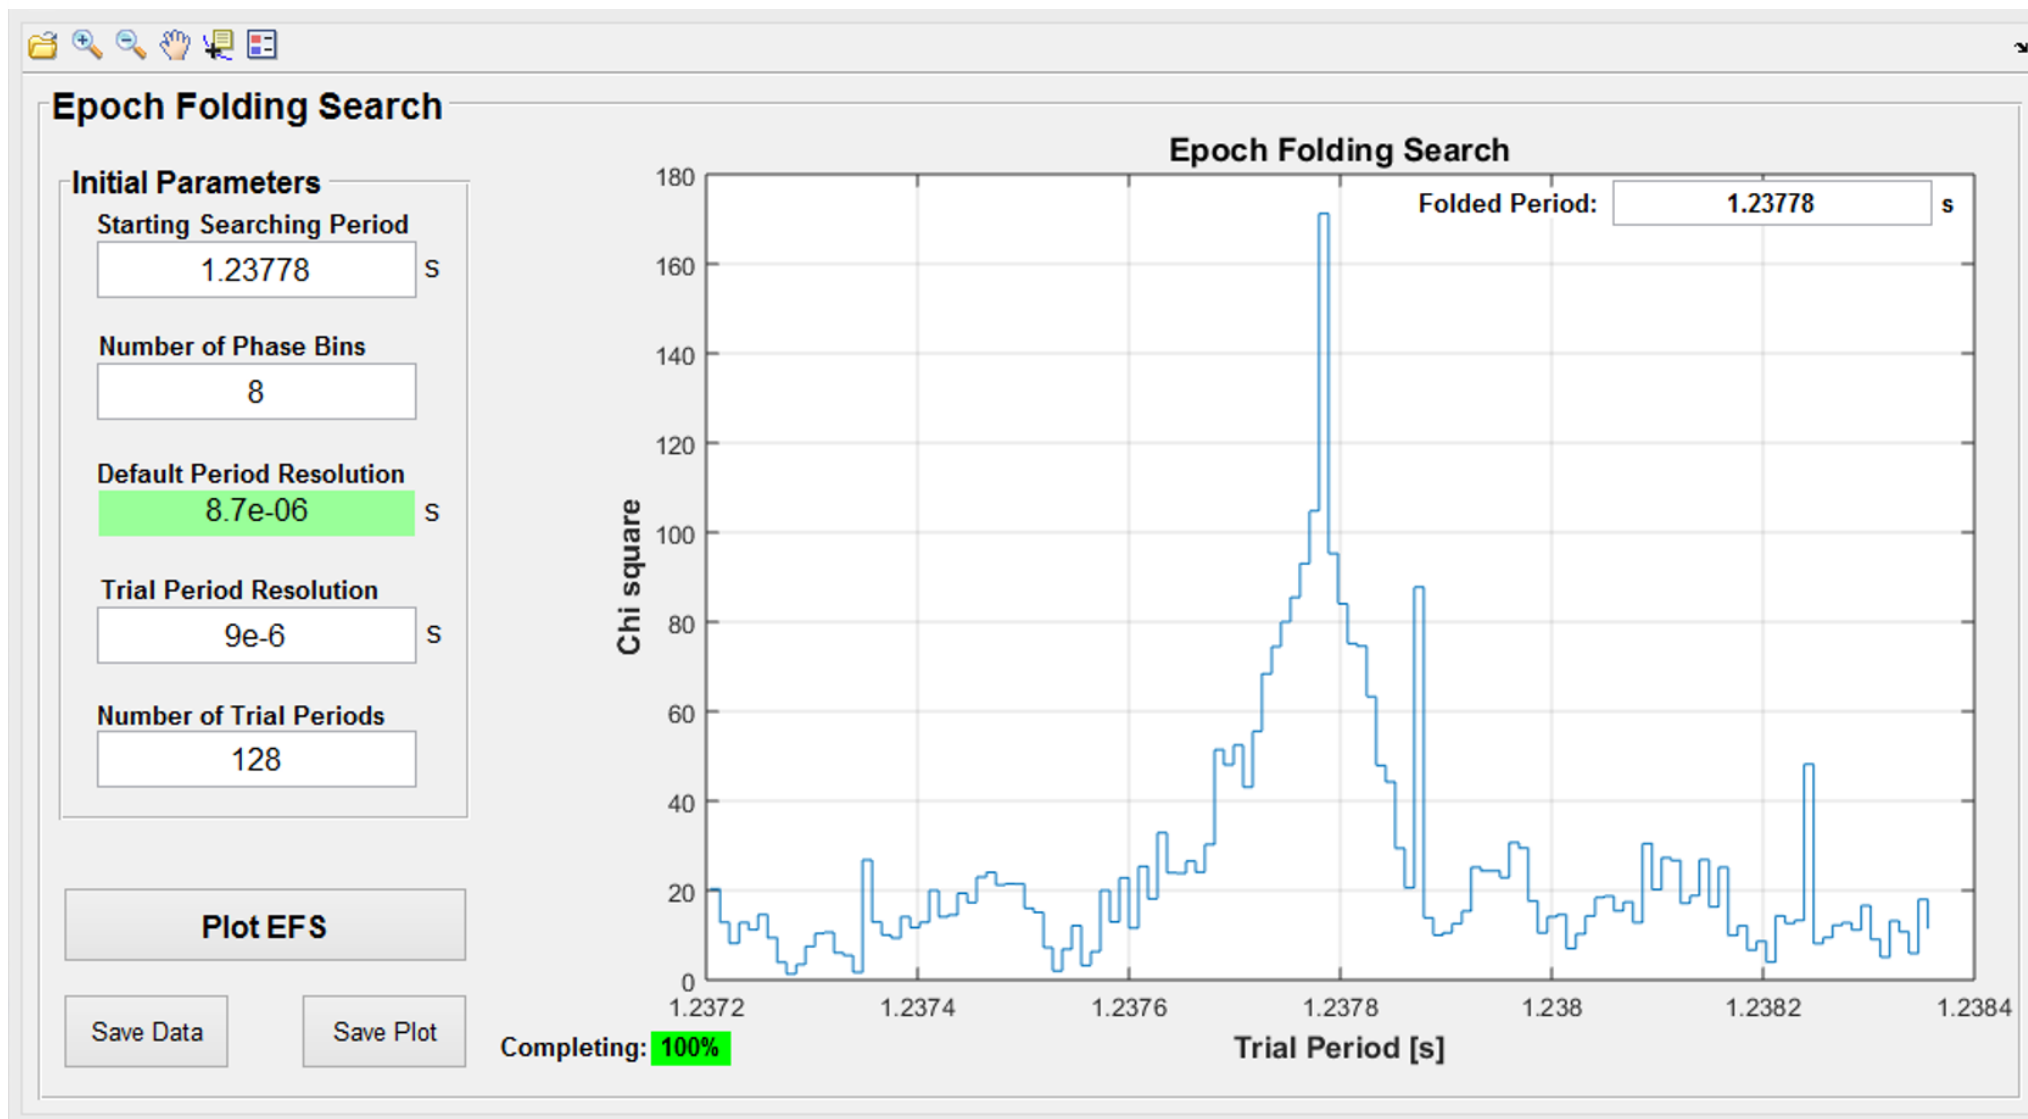 Epoch Folding Search
Initial Parameters
Starting Searching Period
1.23778 s
Number of Phase Bins
8
Default Period Resolution
8.7e-06 s
Trial Period Resolution
9e-6 s
Number of Trial Periods
128
Plot EFS
Save Data
Save Plot
Epoch Folding Search
Folded Period: 1.23778 s
Chi square
180
160
140
120
100
80
60
40
20
0
1.2372 1.2374 1.2376 1.2378 1.238 1.2382 1.2384
Trial Period [s]
Completing: 100%